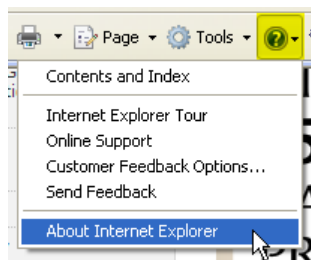 Page Tools
Contents and Index
Internet Explorer Tour
Online Support
Customer Feedback Options...
Send Feedback
About Internet Explorer